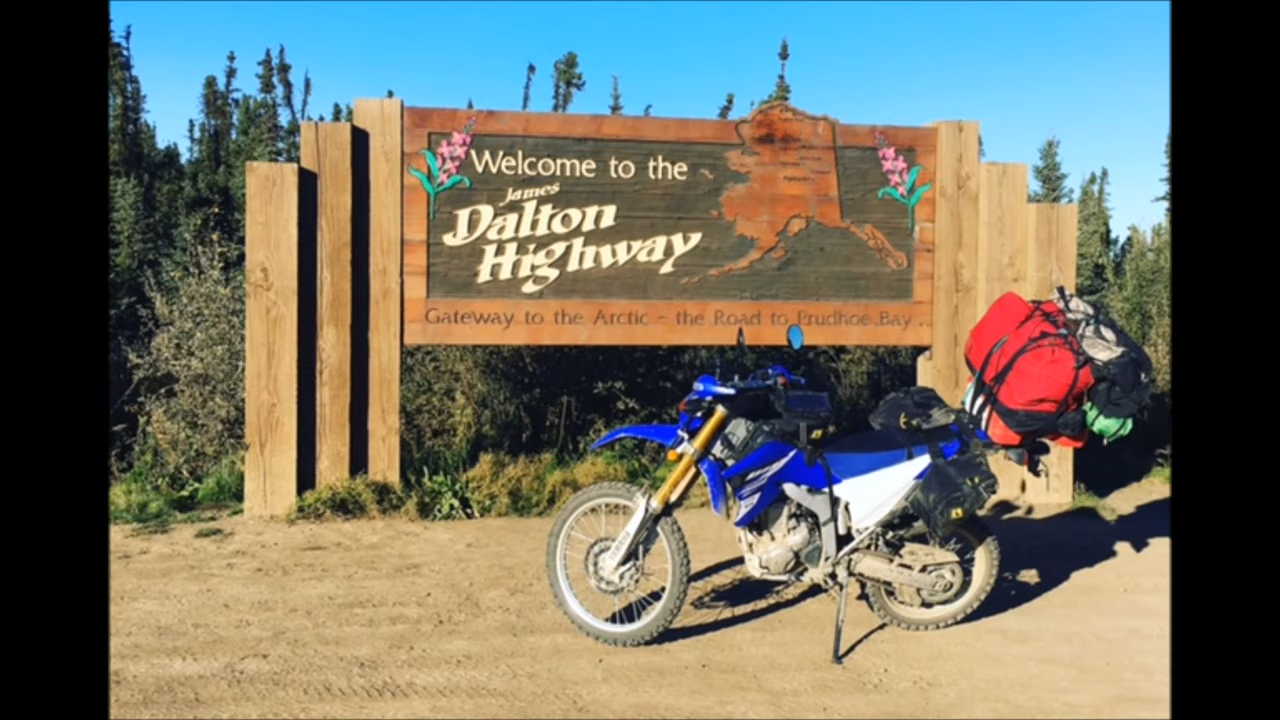 Welcome to the
James
Dalton
Highway
Gateway to the Arctic - the Road to Prudhoe Bay